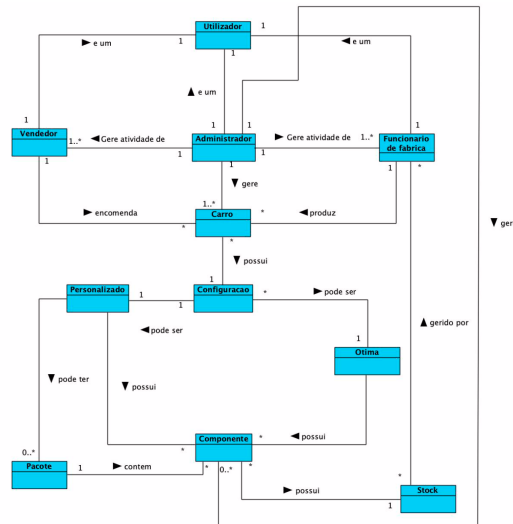 Utilizador
► e um
1
1
◄ e um
1
▲ e um
1
1
1
1
Vendedor
1..*
◄ Gere atividade de
1
Administrador
► Gere atividade de
1..*
1
Funcionario
de fabrica
1
1
1
*
▼ gere
1..*
► encomenda
*
Carro
*
◄ produz
▼ ger
*
▼ possui
1
Personalizado
1
1
Configuracao
*
► pode ser
◄ pode ser
▲ gerido por
1
Otima
▼ pode ter
▼ possui
0..*
*
Componente
*
◄ possui
Pacote
1
► contem
*
0..*
*
► possui
*
1
Stock